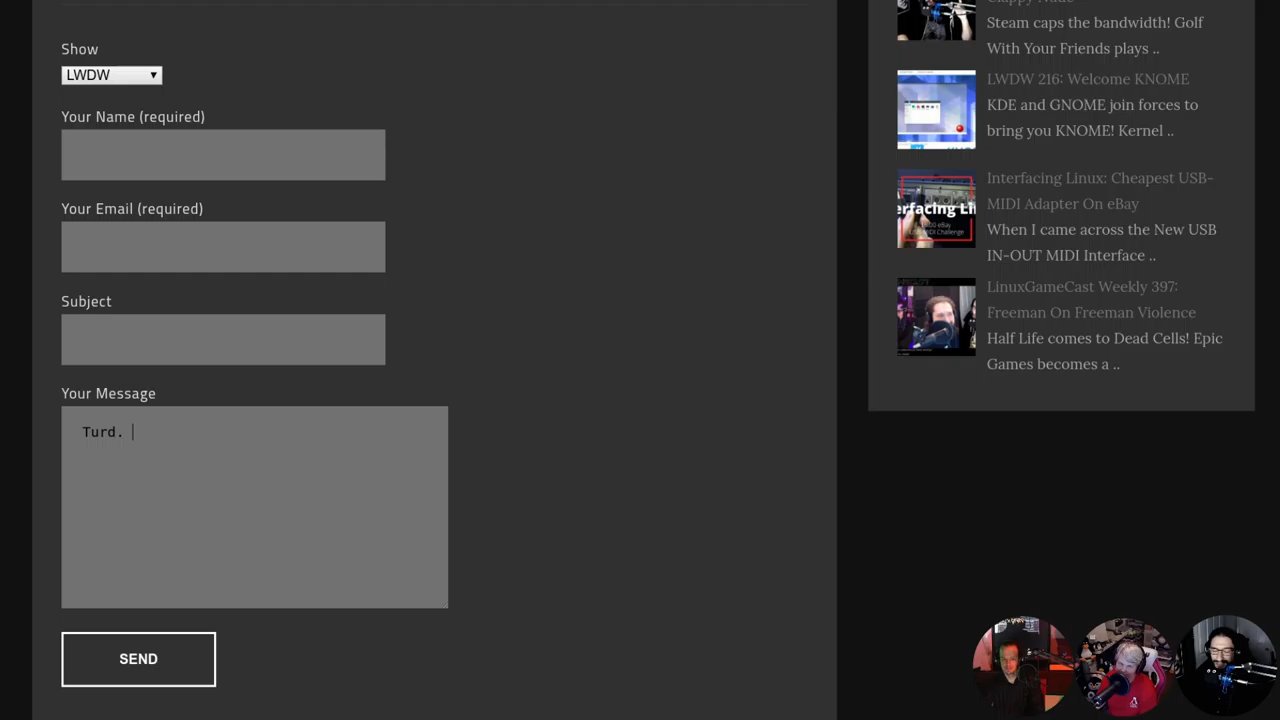 Show
LWDW
Your Name (required)
Your Email (required)
Subject
Your Message
Turd.
SEND
Steam caps the bandwidth! Golf
With Your Friends plays ..
LWDW 216: Welcome KNOME
KDE and GNOME join forces to
bring you KNOME! Kernel ..
Interfacing Linux: Cheapest USB-
MIDI Adapter On eBay
When I came across the New USB
IN-OUT MIDI Interface ..
LinuxGameCast Weekly 397:
Freeman On Freeman Violence
Half Life comes to Dead Cells! Epic
Games becomes a ..